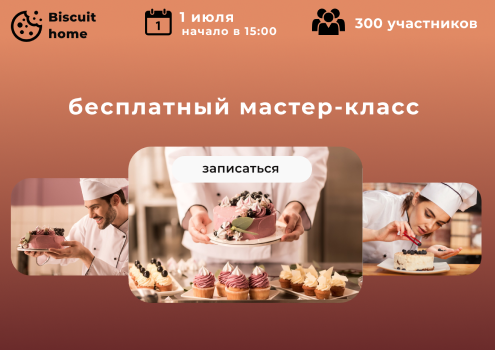 Biscuit
home
1
1 июля
начало в 15:00
300 участников
бесплатный мастер-класс
записаться